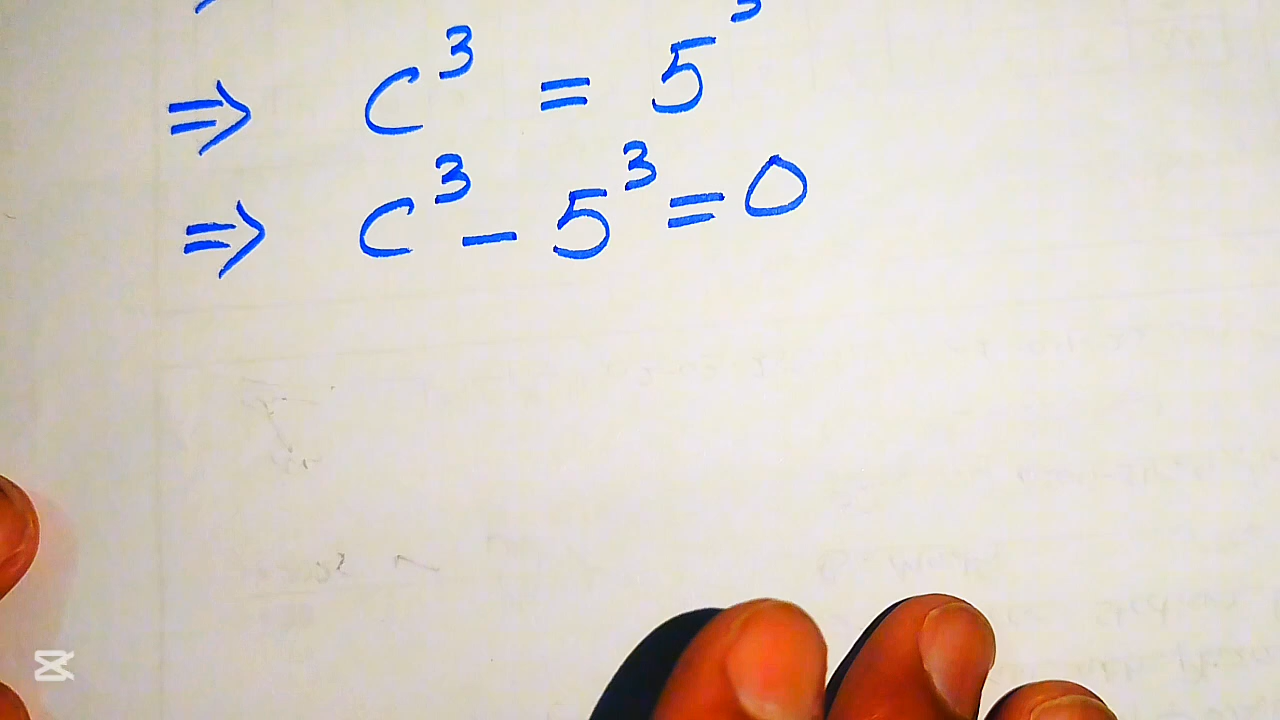 ⇒ C³ = 5³
⇒ C³ - 5³ = 0